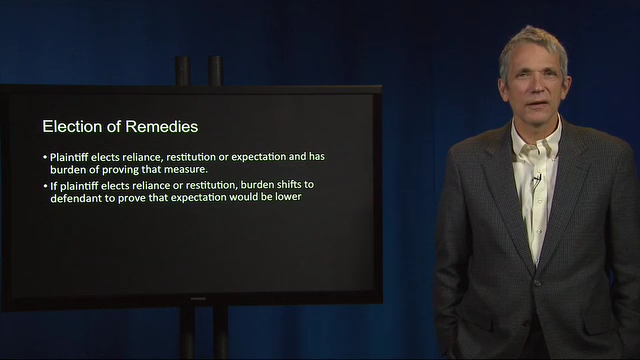 Election of Remedies
• Plaintiff elects reliance, restitution or expectation and has
burden of proving that measure.
• If plaintiff elects reliance or restitution, burden shifts to
defendant to prove that expectation would be lower